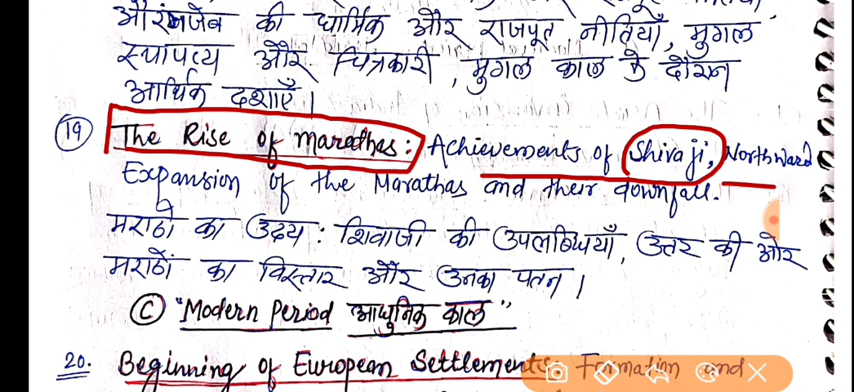 औरंगजेब की धार्मिक और राजपूत नीतियाँ, मुगल
स्थापत्य और चित्रकारी, मुगल काल के दौरान
आर्थिक दशाएँ।
19 The Rise of Marathas: Achievements of Shivaji, Northward
Expansion of the Marathas and their downfall.
मराठों का उदय: शिवाजी की उपलब्धियाँ, उत्तर की ओर
मराठों का विस्तार और उनका पतन।
C "Modern Period आधुनिक काल"
20. Beginning of European Settlements: Formation and